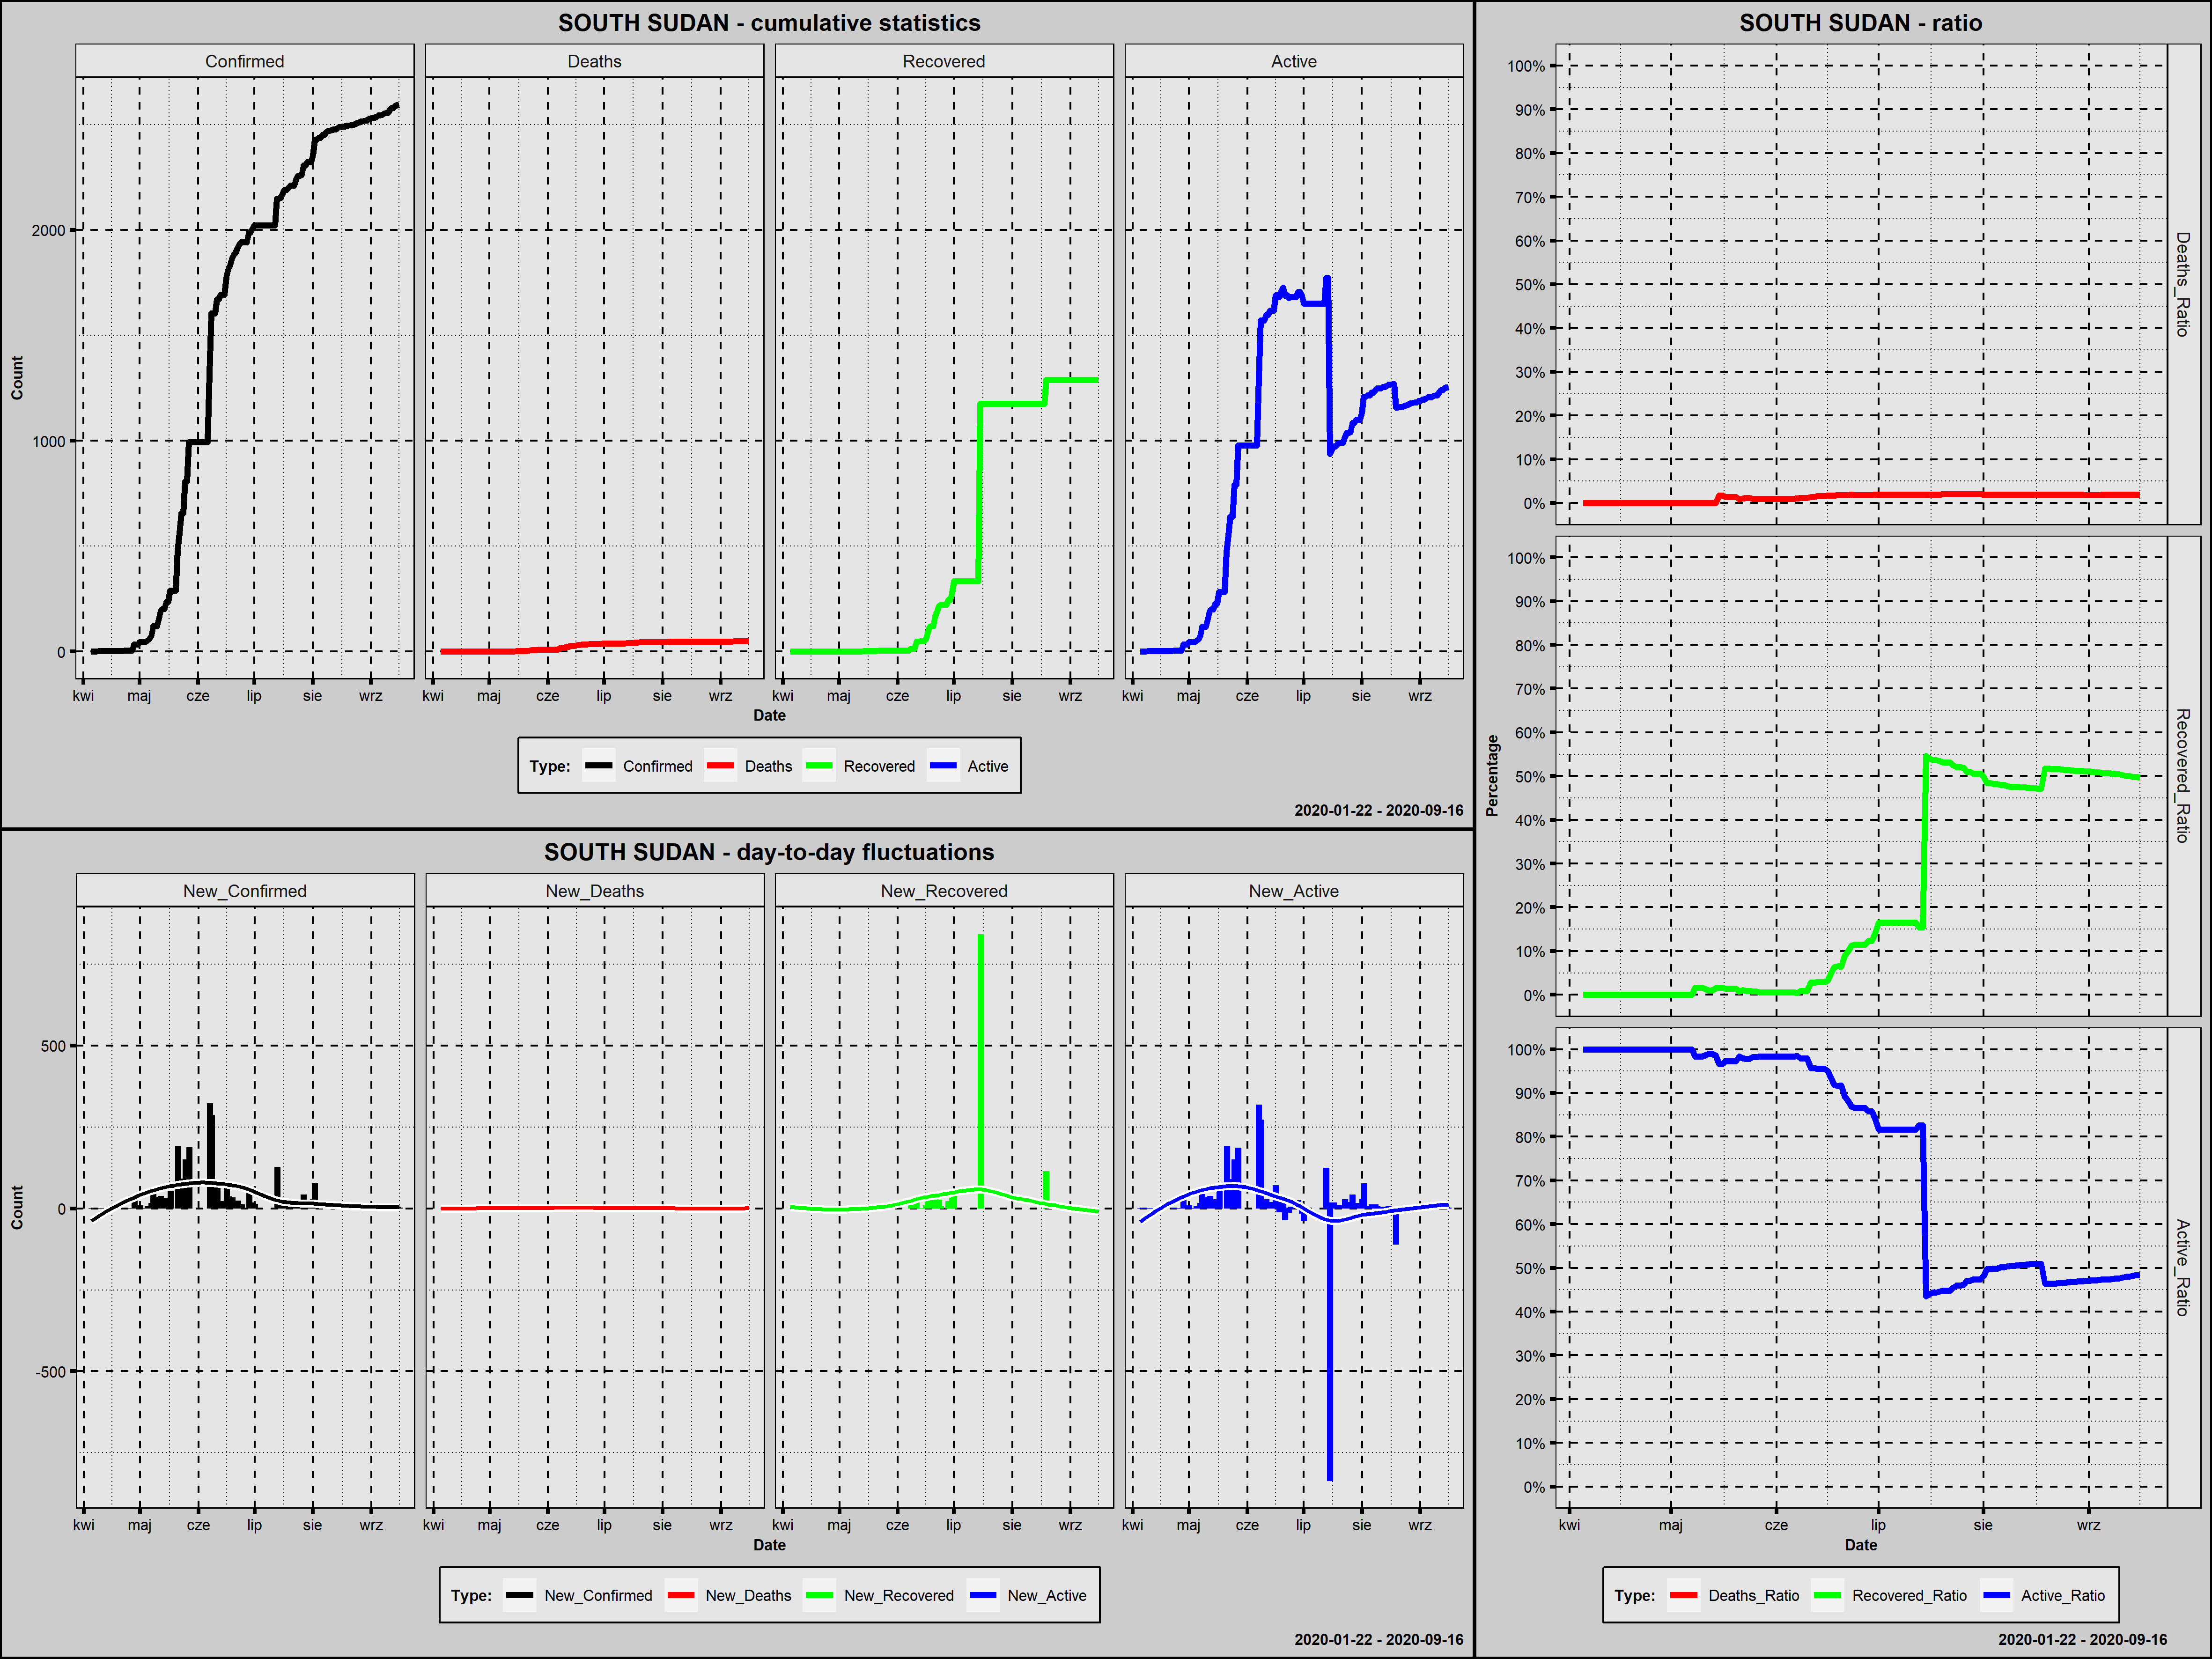 SOUTH SUDAN - cumulative statistics
Confirmed Deaths Recovered Active
Count
2000
1000
0
kwi maj cze lip sie wrz kwi maj cze lip sie wrz kwi maj cze lip sie wrz kwi maj cze lip sie wrz
Date
Type: Confirmed Deaths Recovered Active
2020-01-22 - 2020-09-16
SOUTH SUDAN - day-to-day fluctuations
New_Confirmed New_Deaths New_Recovered New_Active
Count
500
0
-500
kwi maj cze lip sie wrz kwi maj cze lip sie wrz kwi maj cze lip sie wrz kwi maj cze lip sie wrz
Date
Type: New_Confirmed New_Deaths New_Recovered New_Active
2020-01-22 - 2020-09-16
SOUTH SUDAN - ratio
Percentage
100%
90%
80%
70%
60%
50%
40%
30%
20%
10%
0%
Deaths_Ratio
100%
90%
80%
70%
60%
50%
40%
30%
20%
10%
0%
Recovered_Ratio
100%
90%
80%
70%
60%
50%
40%
30%
20%
10%
0%
Active_Ratio
kwi maj cze lip sie wrz
Date
Type: Deaths_Ratio Recovered_Ratio Active_Ratio
2020-01-22 - 2020-09-16